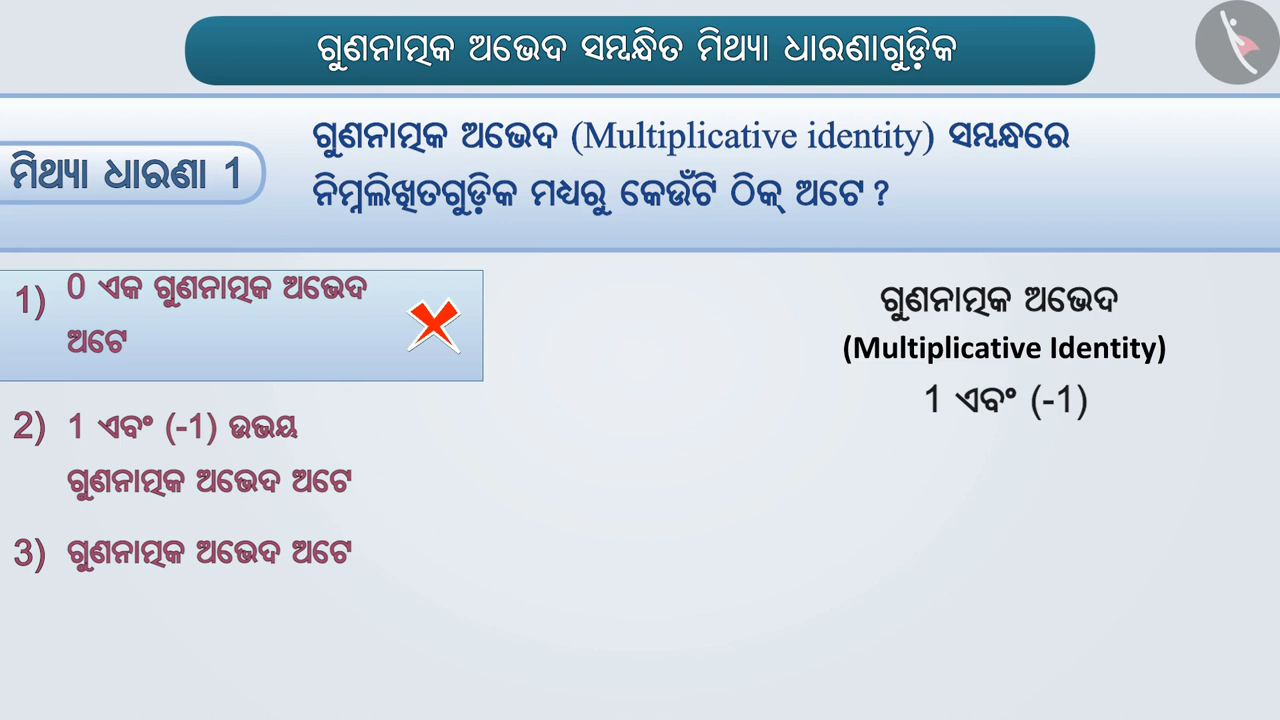 ଗୁଣନାତ୍ମକ ଅଭେଦ ସମ୍ବନ୍ଧିତ ମିଥ୍ୟା ଧାରଣାଗୁଡ଼ିକ
ମିଥ୍ୟା ଧାରଣା 1
ଗୁଣନାତ୍ମକ ଅଭେଦ (Multiplicative identity) ସମ୍ବନ୍ଧରେ
ନିମ୍ନଲିଖିତଗୁଡ଼ିକ ମଧ୍ୟରୁ କେଉଁଟି ଠିକ୍ ଅଟେ ?
1) 0 ଏକ ଗୁଣନାତ୍ମକ ଅଭେଦ
ଅଟେ
2) 1 ଏବଂ (-1) ଉଭୟ
ଗୁଣନାତ୍ମକ ଅଭେଦ ଅଟେ
3) ଗୁଣନାତ୍ମକ ଅଭେଦ ଅଟେ
ଗୁଣନାତ୍ମକ ଅଭେଦ
(Multiplicative Identity)
1 ଏବଂ (-1)